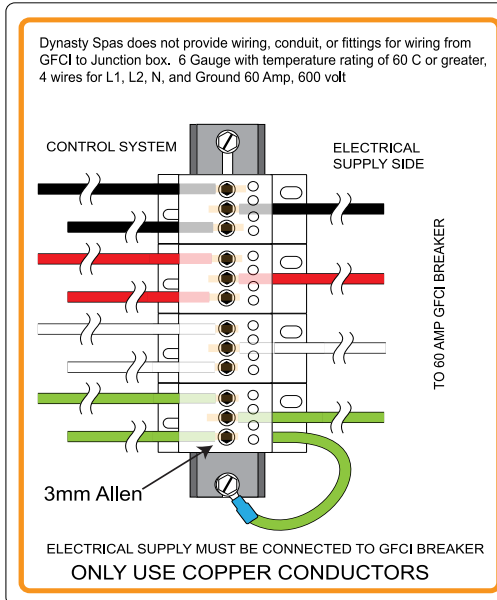 Dynasty Spas does not provide wiring, conduit, or fittings for wiring from
GFCI to Junction box.  6 Gauge with temperature rating of 60 C or greater,
4 wires for L1, L2, N, and Ground 60 Amp, 600 volt
CONTROL SYSTEM
ELECTRICAL
SUPPLY SIDE
TO 60 AMP GFCI BREAKER
3mm Allen
ELECTRICAL SUPPLY MUST BE CONNECTED TO GFCI BREAKER
ONLY USE COPPER CONDUCTORS